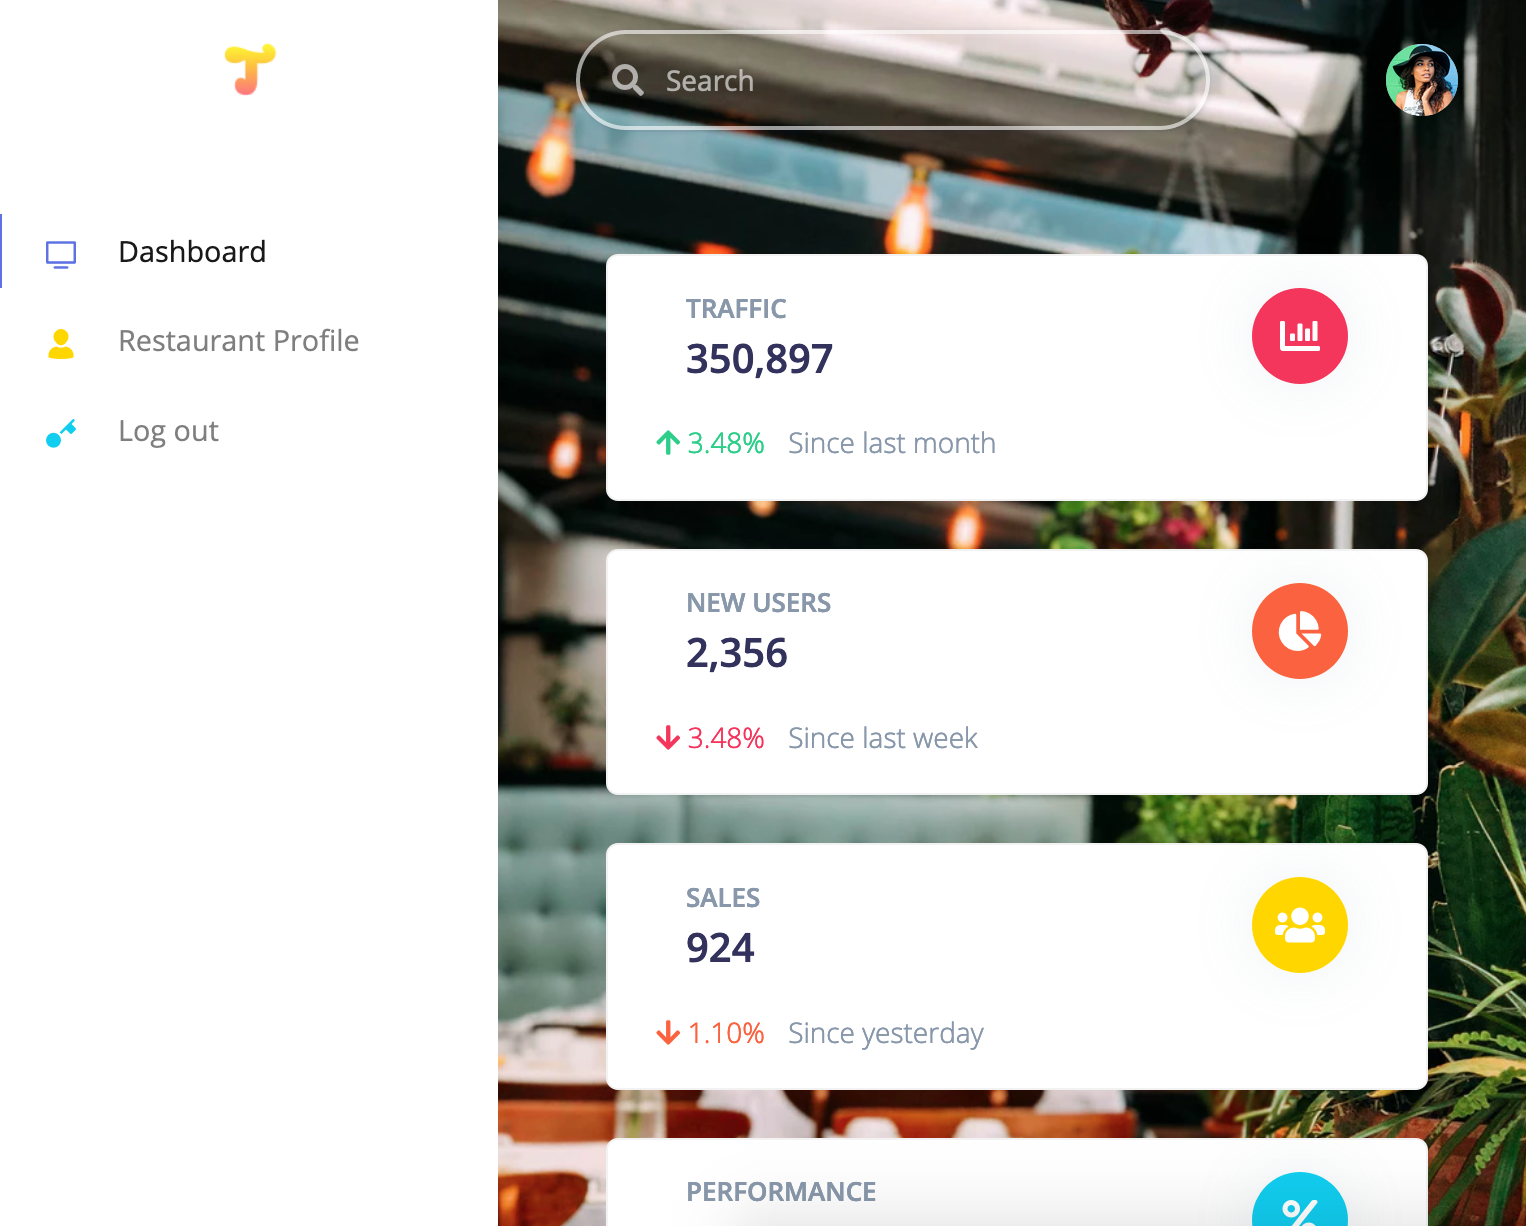 Search
Dashboard
Restaurant Profile
Log out
TRAFFIC
350,897
3.48% Since last month
NEW USERS
2,356
3.48% Since last week
SALES
924
1.10% Since yesterday
PERFORMANCE
%